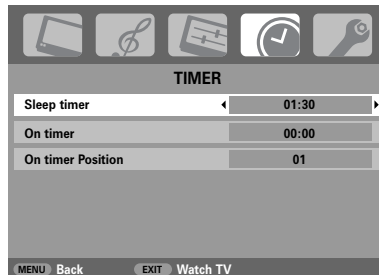 TIMER
Sleep timer 01:30
On timer 00:00
On timer Position 01
MENU Back EXIT Watch TV